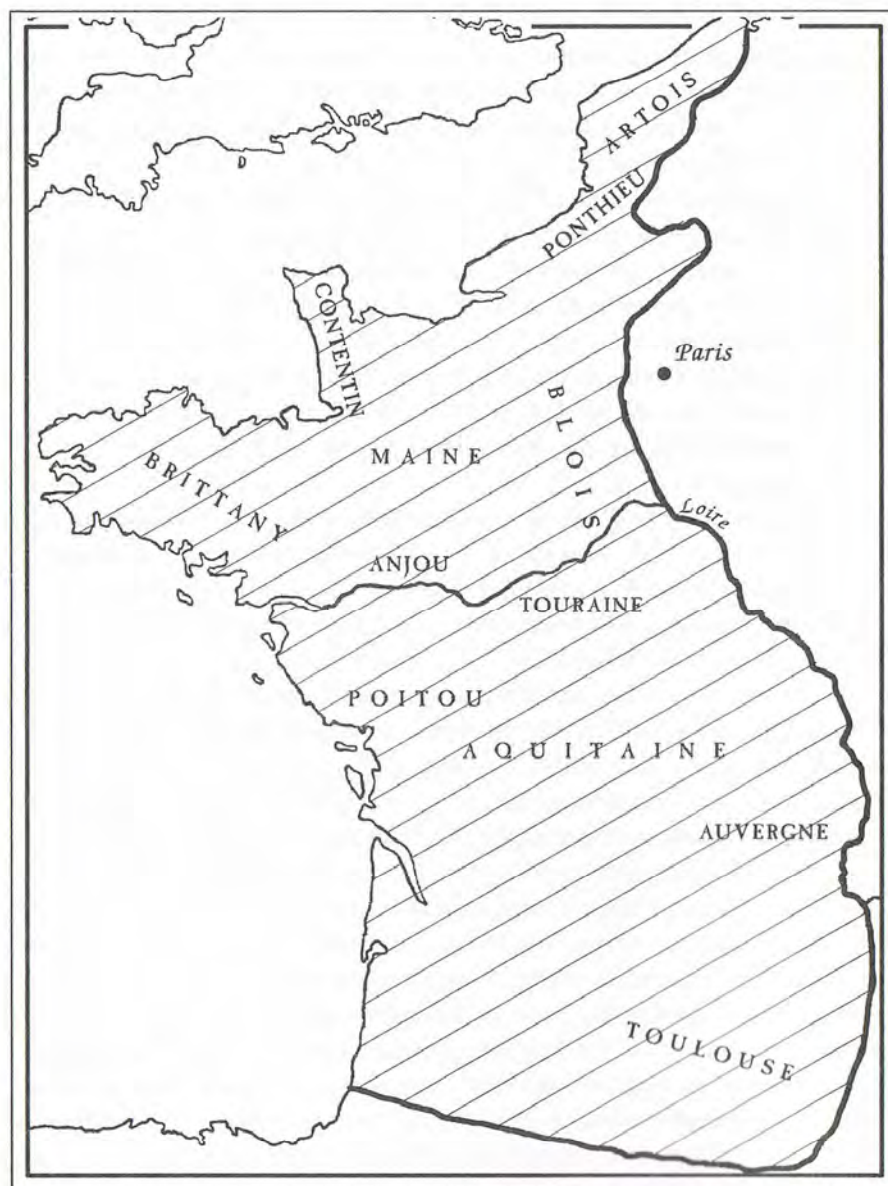 ARTOIS
PONTHIEU
CONTENTIN
Paris
BLOIS
MAINE
BRITTANY
Loire
ANJOU
TOURAINE
POITOU
AQUITAINE
AUVERGNE
TOULOUSE